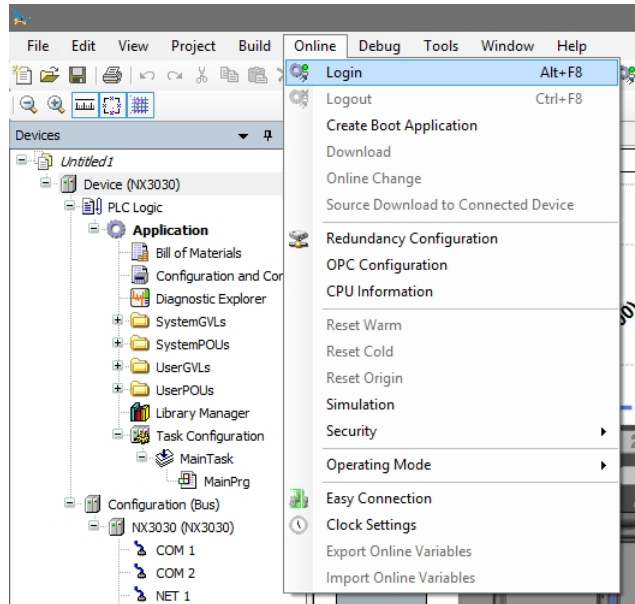 File Edit View Project Build Online Debug Tools Window Help
Login Alt+F8
Logout Ctrl+F8
Create Boot Application
Download
Online Change
Source Download to Connected Device
Redundancy Configuration
OPC Configuration
CPU Information
Reset Warm
Reset Cold
Reset Origin
Simulation
Security
Operating Mode
Easy Connection
Clock Settings
Export Online Variables
Import Online Variables
Devices
Untitled1
Device (NX3030)
PLC Logic
Application
Bill of Materials
Configuration and Con
Diagnostic Explorer
SystemGVLs
SystemPOUs
UserGVLs
UserPOUs
Library Manager
Task Configuration
MainTask
MainPrg
Configuration (Bus)
NX3030 (NX3030)
COM 1
COM 2
NET 1